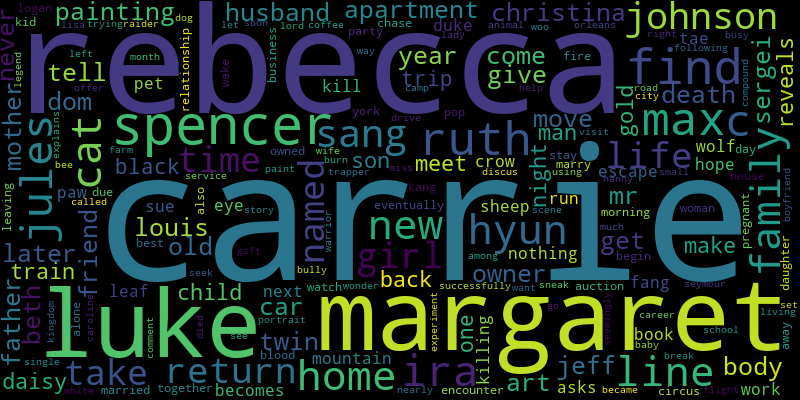 logan
kid
trying
raider
dog
painting
husband
apartment
christina
johnson
let
soon
lord
coffee
chase
duke
right
busy
lisa
left
animal
woo
orleans
party
way
lady
following
never
legend
offer
month
relationship
business
wake
year
come
tae
find
sergei
tell
pet
kill
trip
give
fire
death
reveals
rebecca
dom
york
drive
camp
pop
help
road
city
compound
mother
explains
cat
spencer
sang
ruth
move
gold
max
c
jules
black
time
son
meet
crow
man
life
wolf
day
hope
bee
farm
service
owned
wife
burn
trapper
miss
stay
marry
visit
using
escape
small
boyfriend
paw
due
named
paint
kang
discus
night
mr
nanny
house
family
leaving
called
sue
also
eye
story
eventually
sheep
run
scene
morning
woman
pregnant
friend
louis
girl
new
hyun
get
much
make
later
best
old
among
nothing
begin
carrie
father
train
seek
gift
warrior
bully
back
owner
fang
daughter
beth
leaf
child
next
watch
wonder
successfully
want
sneak
auction
kingdom
alone
caroline
comment
luke
car
portrait
margaret
one
experiment
go
book
seemingly
career
school
seymour
set
living
away
died
see
twin
blood
mountain
killing
jeff
baby
line
break
body
single
take
return
home
ira
art
asks
daisy
white
married
together
becomes
nearly
encounter
circus
became
flight
work